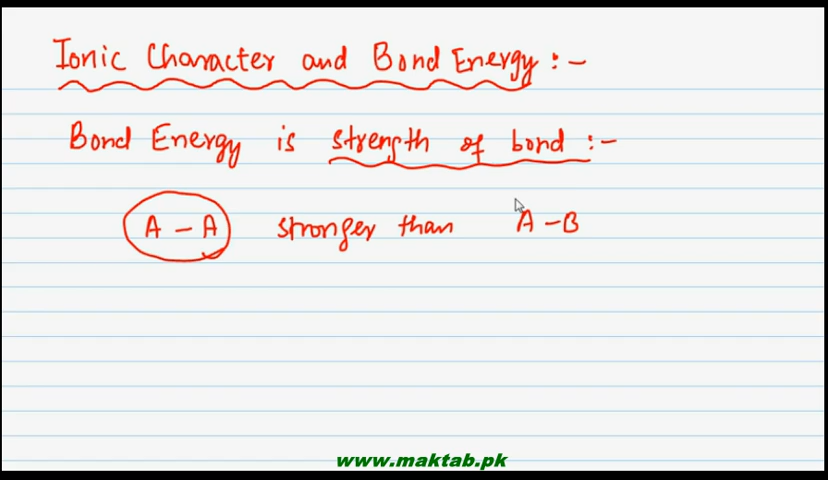 Ionic Character and Bond Energy :-
Bond Energy is strength of bond :-
A - A stronger than A - B
www.maktab.pk